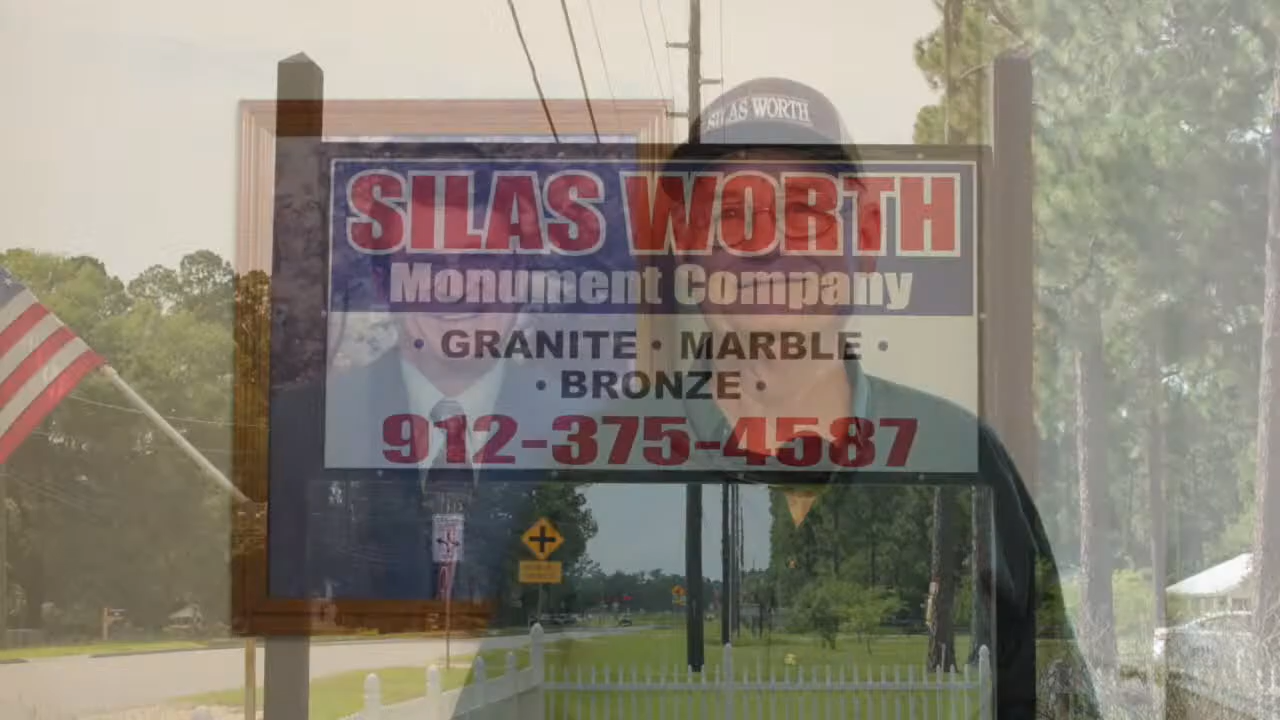 SILAS WORTH
SILAS WORTH
Monument Company
• GRANITE • MARBLE •
• BRONZE •
912-375-4587